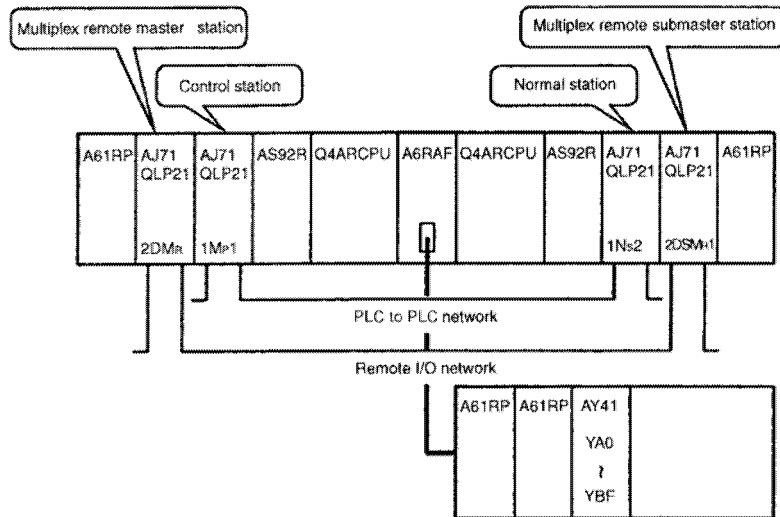 Multiplex remote master station
Multiplex remote submaster station
Control station
Normal station
A61RP
AJ71
QLP21
2DMR
AJ71
QLP21
1MP1
AS92R
Q4ARCPU
A6RAF
Q4ARCPU
AS92R
AJ71
QLP21
1NS2
AJ71
QLP21
2DSMR1
A61RP
PLC to PLC network
Remote I/O network
A61RP
A61RP
AY41
YA0
~
YBF